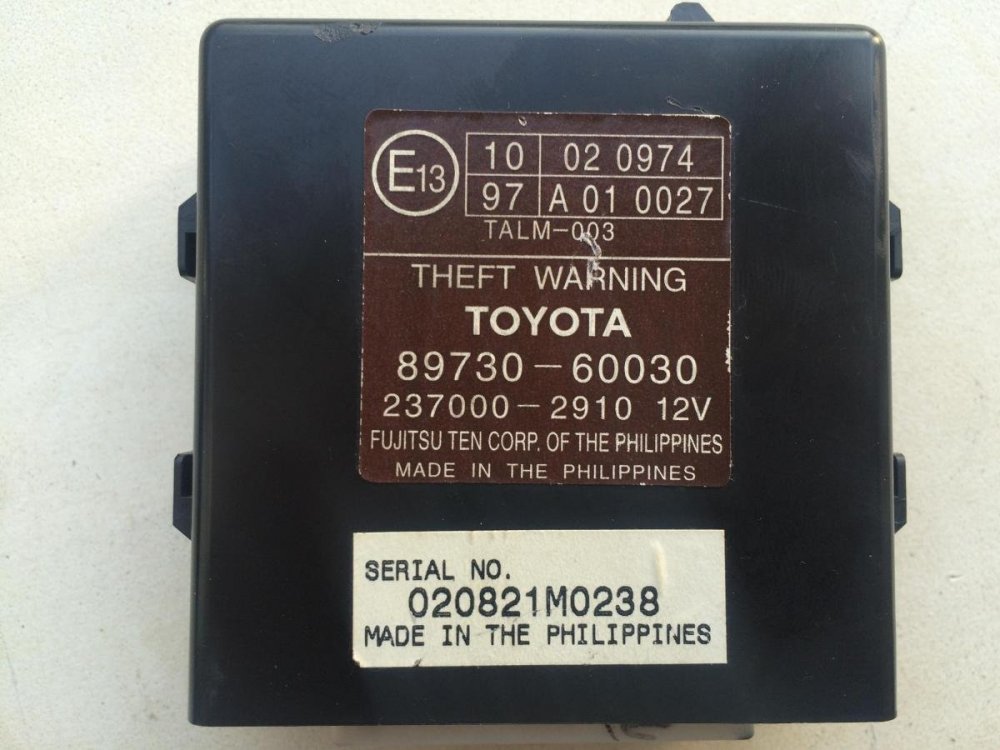 E13
10 02 0974
97 A 01 0027
TALM-003
THEFT WARNING
TOYOTA
89730-60030
237000-2910 12V
FUJITSU TEN CORP. OF THE PHILIPPINES
MADE IN THE PHILIPPINES
SERIAL NO.
020821M0238
MADE IN THE PHILIPPINES